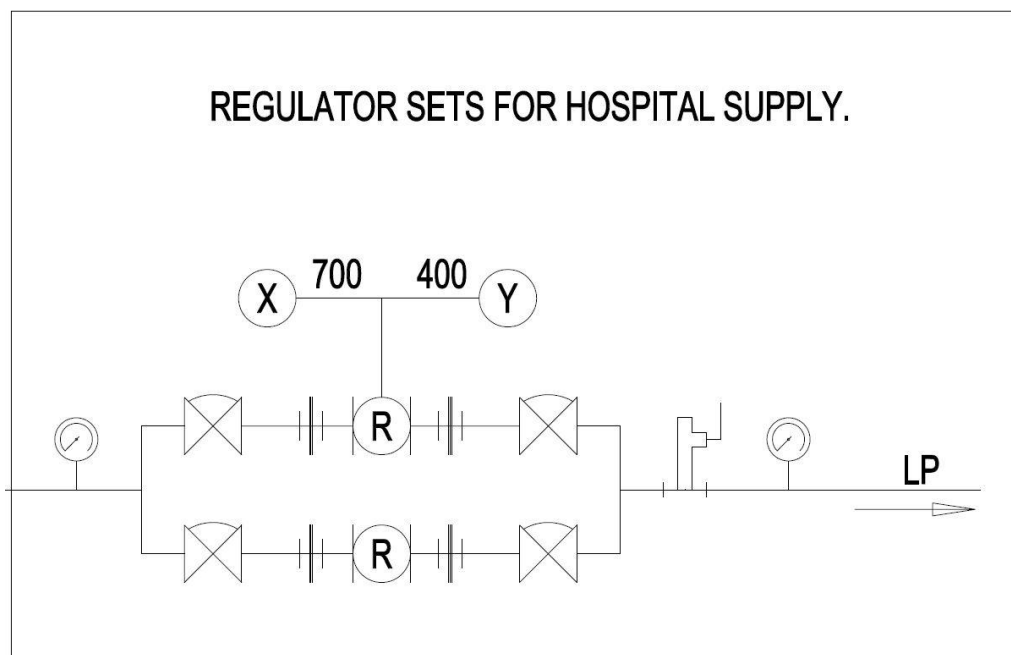 REGULATOR SETS FOR HOSPITAL SUPPLY.
X 700 400 Y
R
LP
R